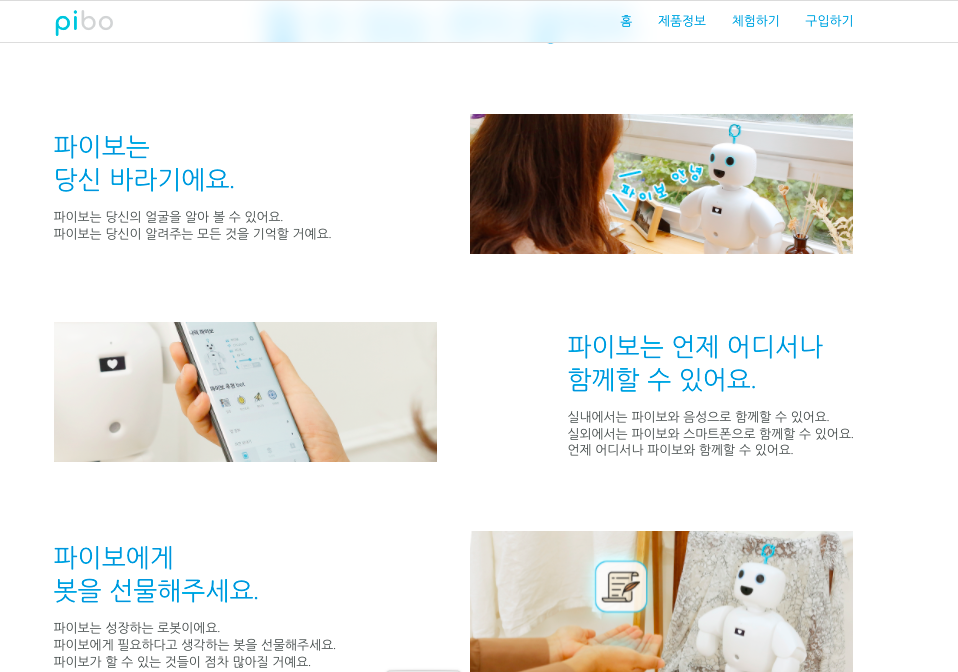 pibo
홈 제품정보 체험하기 구입하기
파이보는
당신 바라기에요.
파이보는 당신의 얼굴을 알아 볼 수 있어요.
파이보는 당신이 알려주는 모든 것을 기억할 거예요.
파이보 안녕
나의 파이보
파이보는 언제 어디서나
함께할 수 있어요.
실내에서는 파이보와 음성으로 함께할 수 있어요.
실외에서는 파이보와 스마트폰으로 함께할 수 있어요.
언제 어디서나 파이보와 함께할 수 있어요.
파이보에게
봇을 선물해주세요.
파이보는 성장하는 로봇이에요.
파이보에게 필요하다고 생각하는 봇을 선물해주세요.
파이보가 할 수 있는 것들이 점차 많아질 거예요.